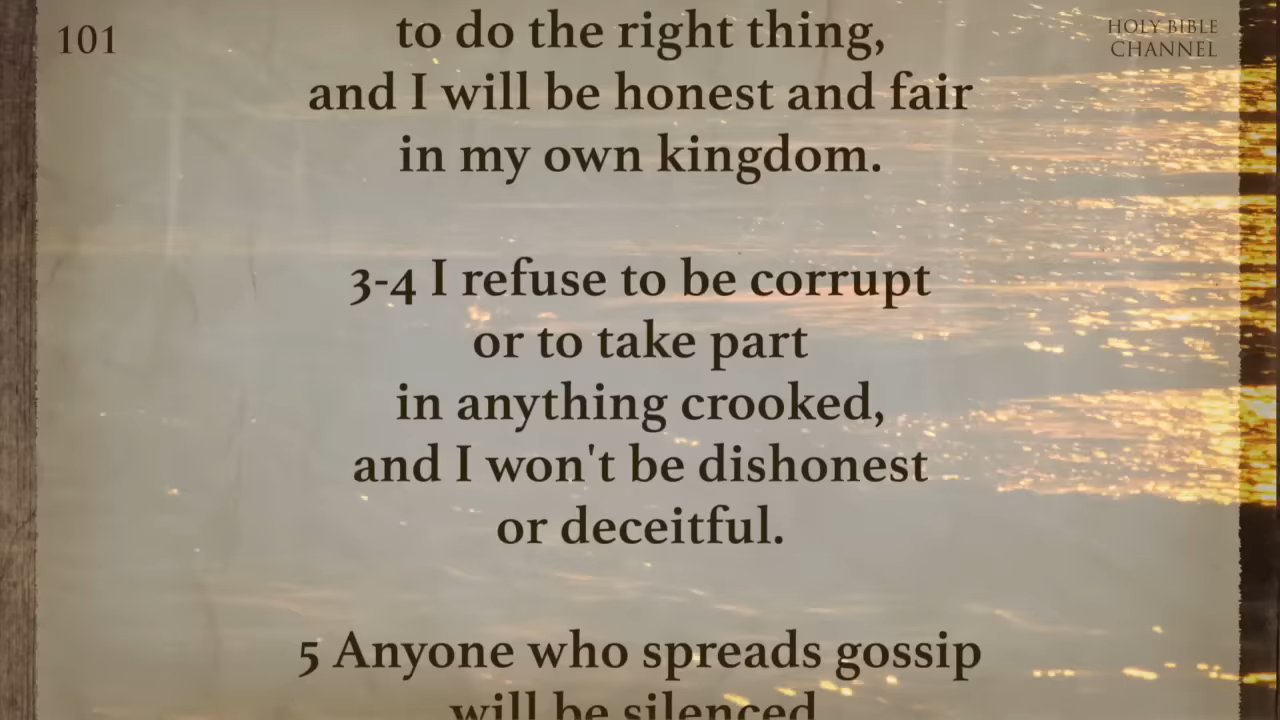 101
HOLY BIBLE
CHANNEL
to do the right thing,
and I will be honest and fair
in my own kingdom.
3-4 I refuse to be corrupt
or to take part
in anything crooked,
and I won't be dishonest
or deceitful.
5 Anyone who spreads gossip
will be silenced